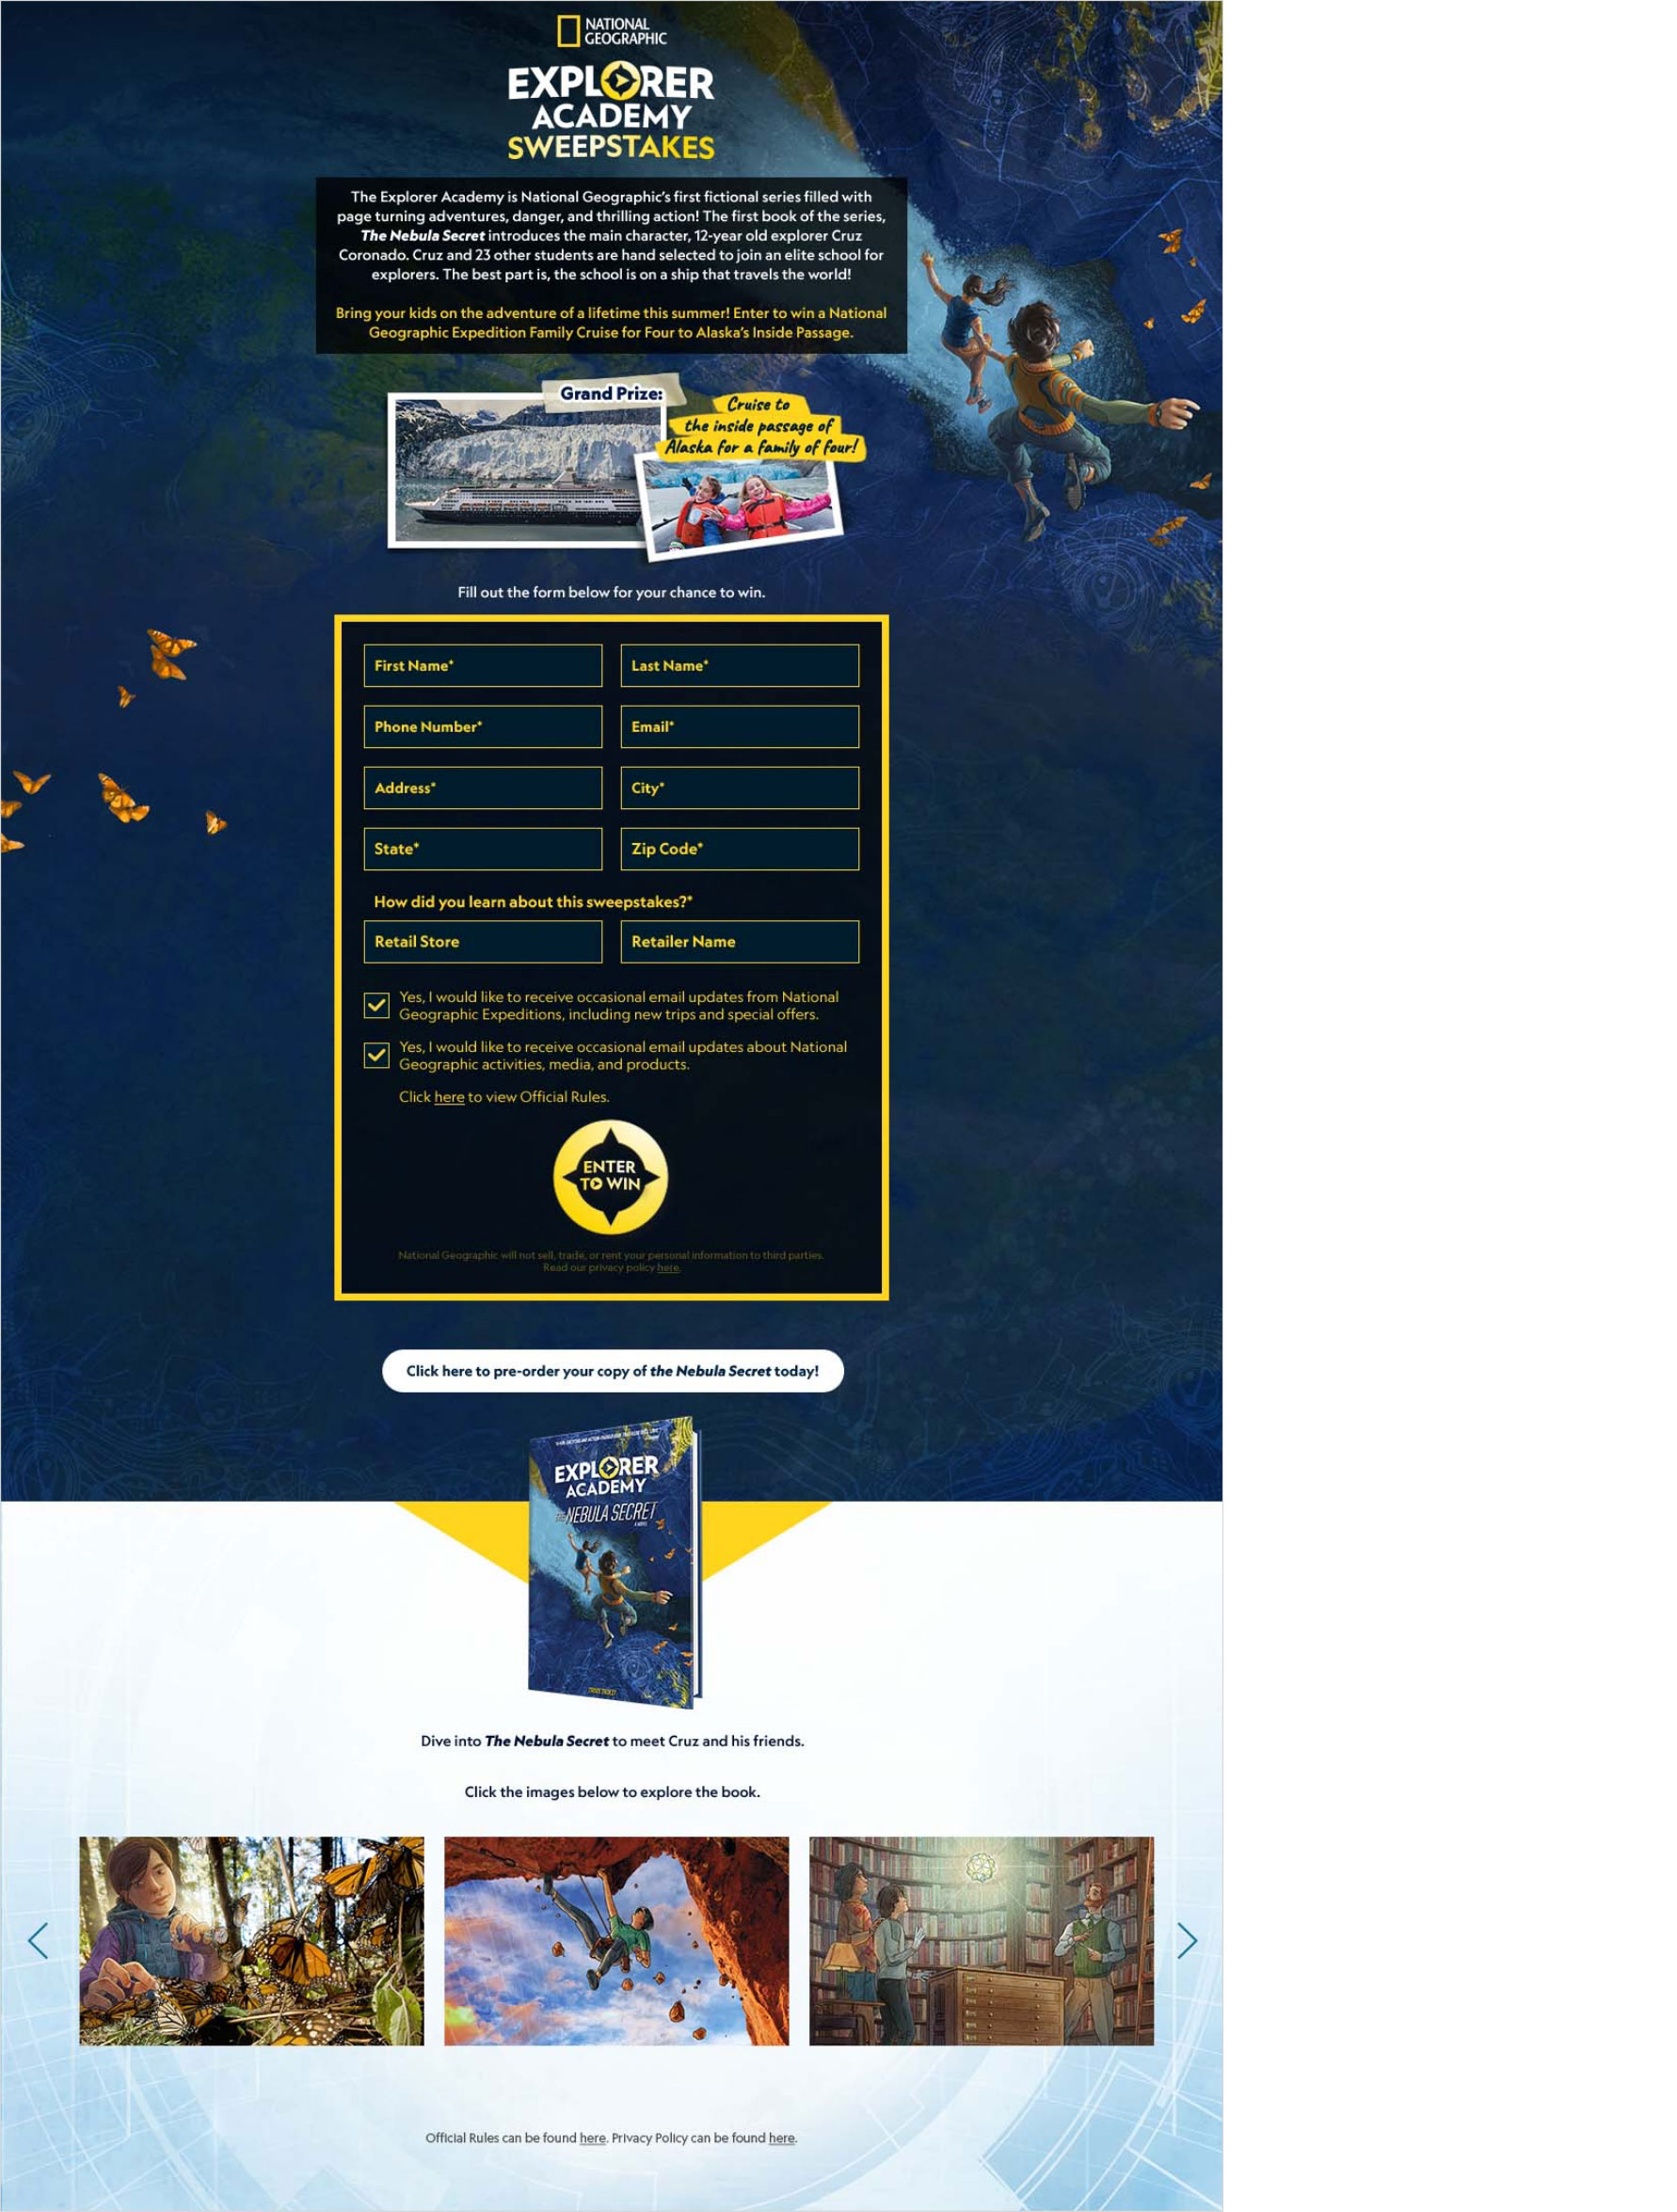 NATIONAL
GEOGRAPHIC
EXPLORER
ACADEMY
SWEEPSTAKES
The Explorer Academy is National Geographic's first fictional series filled with
page turning adventures, danger, and thrilling action! The first book of the series,
The Nebula Secret introduces the main character, 12-year old explorer Cruz
Coronado. Cruz and 23 other students are hand selected to join an elite school for
explorers. The best part is, the school is on a ship that travels the world!
Bring your kids on the adventure of a lifetime this summer! Enter to win a National
Geographic Expedition Family Cruise for Four to Alaska's Inside Passage.
Grand Prize:
Cruise to
the inside passage of
Alaska for a family of four!
Fill out the form below for your chance to win.
First Name*
Last Name*
Phone Number*
Email*
Address*
City*
State*
Zip Code*
How did you learn about this sweepstakes?*
Retail Store
Retailer Name
Yes, I would like to receive occasional email updates from National
Geographic Expeditions, including new trips and special offers.
Yes, I would like to receive occasional email updates about National
Geographic activities, media, and products.
Click here to view Official Rules.
ENTER
TO WIN
National Geographic will not sell, trade, or rent your personal information to third parties.
Read our privacy policy here.
Click here to pre-order your copy of the Nebula Secret today!
EXPLORER
ACADEMY
THE NEBULA SECRET
Dive into The Nebula Secret to meet Cruz and his friends.
Click the images below to explore the book.
Official Rules can be found here. Privacy Policy can be found here.